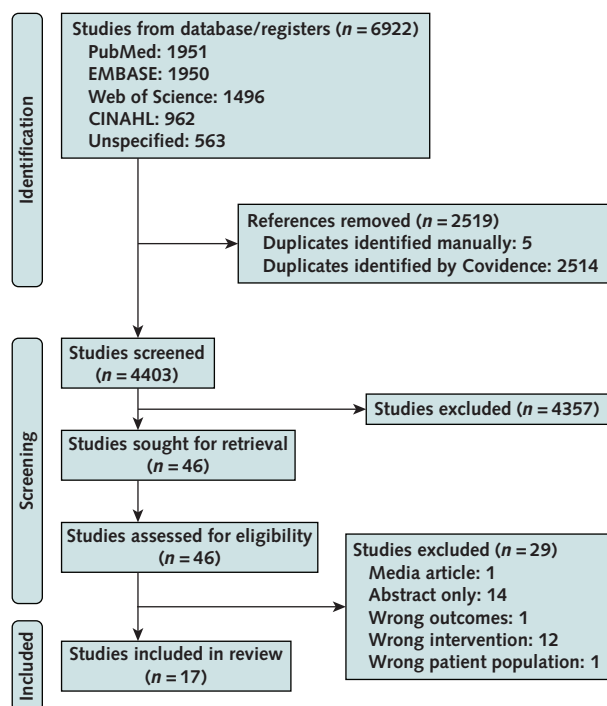 Identification
Studies from database/registers (n = 6922)
PubMed: 1951
EMBASE: 1950
Web of Science: 1496
CINAHL: 962
Unspecified: 563
References removed (n = 2519)
Duplicates identified manually: 5
Duplicates identified by Covidence: 2514
Screening
Studies screened
(n = 4403)
Studies excluded (n = 4357)
Studies sought for retrieval
(n = 46)
Studies assessed for eligibility
(n = 46)
Studies excluded (n = 29)
Media article: 1
Abstract only: 14
Wrong outcomes: 1
Wrong intervention: 12
Wrong patient population: 1
Included
Studies included in review
(n = 17)